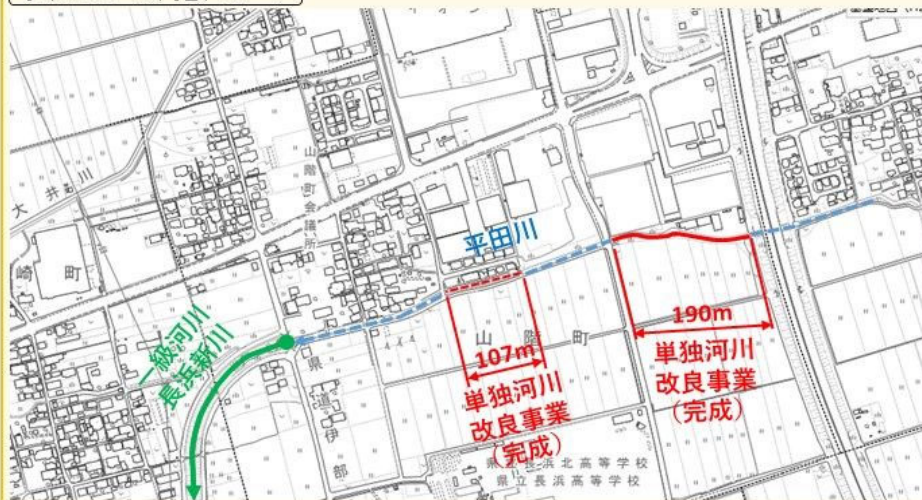 大井川
山階町会議所
崎町
平田川
一級河川
長浜新川
県道伊部
山階町
107m
単独河川
改良事業
(完成)
190m
単独河川
改良事業
(完成)
県立長浜北高等学校
県立長浜高等学校